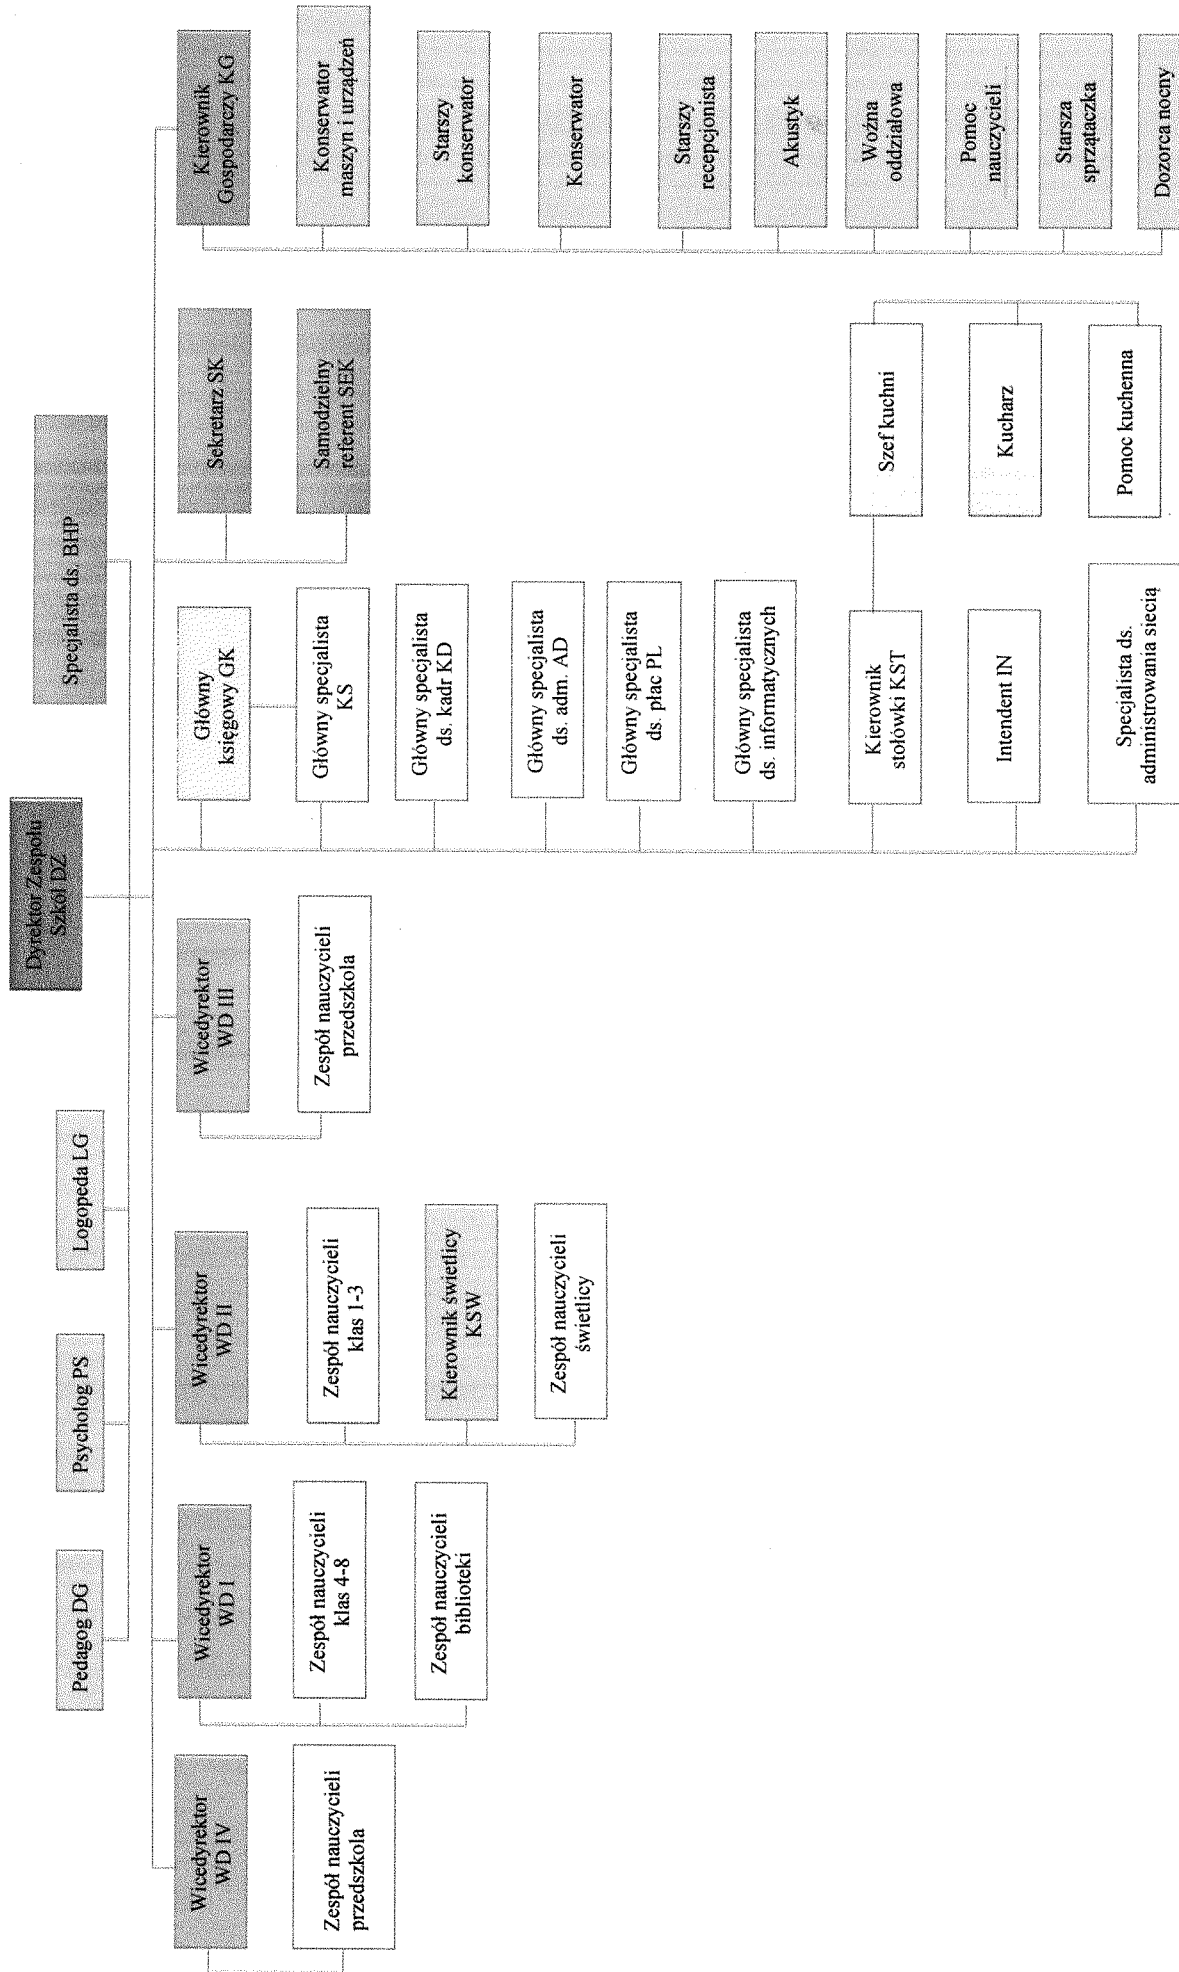 Dyrektor Zespołu
Szkół DZ
Pedagog DG
Psycholog PS
Logopeda LG
Specjalista ds. BHP
Wicedyrektor
WD IV
Zespół nauczycieli
przedszkola
Wicedyrektor
WD I
Zespół nauczycieli
klas 4-8
Zespół nauczycieli
biblioteki
Wicedyrektor
WD II
Zespół nauczycieli
klas 1-3
Kierownik świetlicy
KSW
Zespół nauczycieli
świetlicy
Wicedyrektor
WD III
Zespół nauczycieli
przedszkola
Główny
księgowy GK
Główny specjalista
KS
Główny specjalista
ds. kadr KD
Główny specjalista
ds. adm. AD
Główny specjalista
ds. płac PL
Główny specjalista
ds. informatycznych
Kierownik
stołówki KST
Intendent IN
Specjalista ds.
administrowania siecią
Szef kuchni
Kucharz
Pomoc kuchenna
Sekretarz SK
Samodzielny
referent SEK
Kierownik
Gospodarczy KG
Konserwator
maszyn i urządzeń
Starszy
konserwator
Konserwator
Starszy
recepcjonista
Akustyk
Woźna
oddziałowa
Pomoc
nauczycieli
Starsza
sprzątaczka
Dozorca nocny